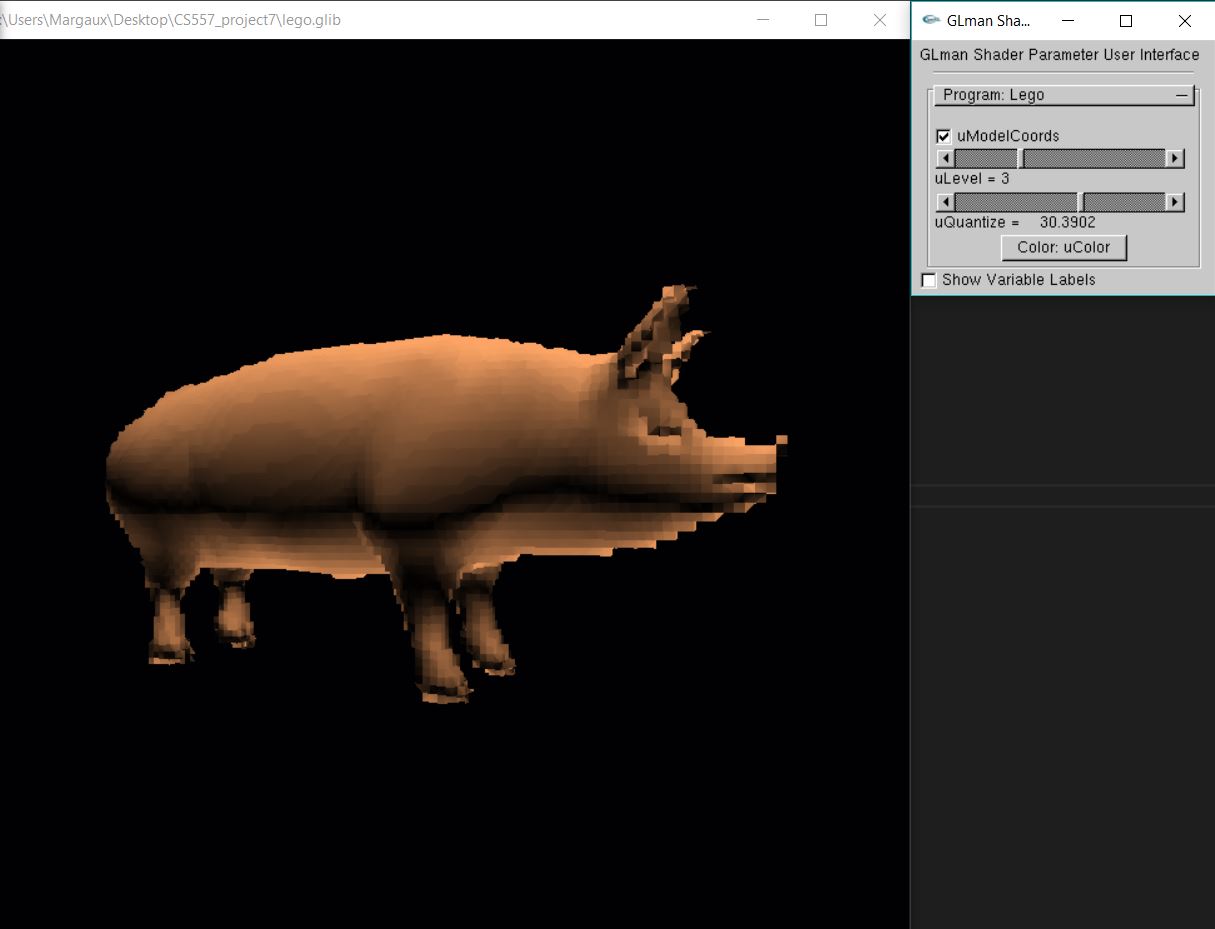 :\Users\Margaux\Desktop\CS557_project7\lego.glib
GLman Sha...
GLman Shader Parameter User Interface
Program: Lego
uModelCoords
uLevel = 3
uQuantize = 30.3902
Color: uColor
Show Variable Labels